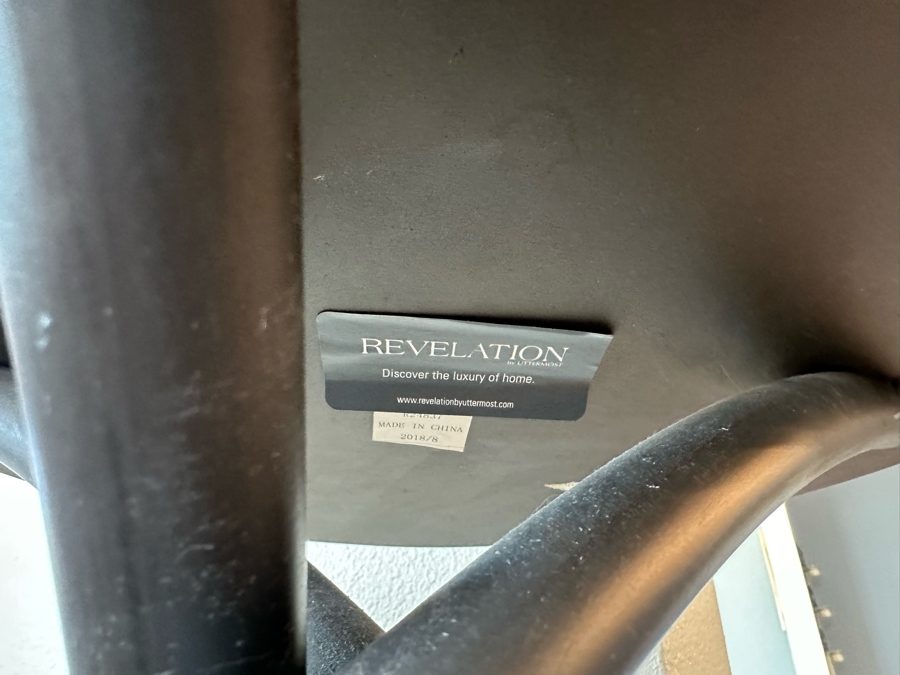 REVELATION
BY UTTERMOST
Discover the luxury of home.
www.revelationbyuttermost.com
MADE IN CHINA
2018/8